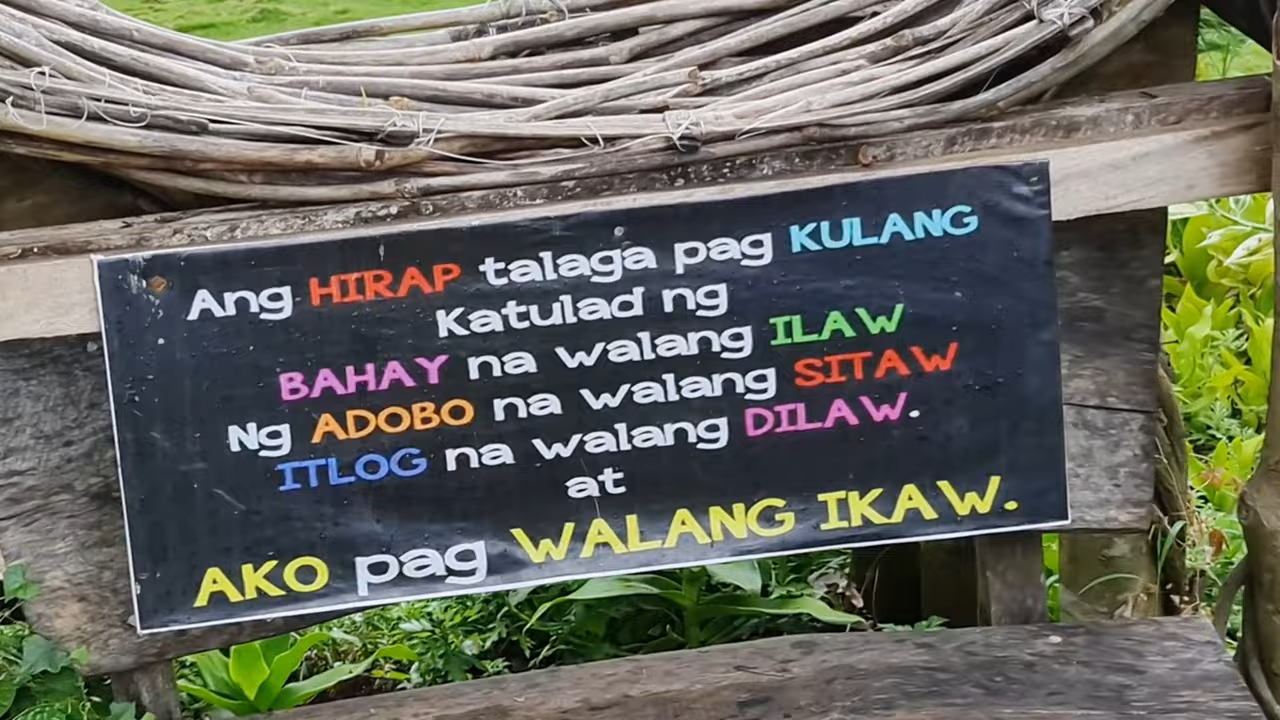 Ang HIRAP talaga pag KULANG
Katulad ng
BAHAY na walang ILAW
Ng ADOBO na walang SITAW
ITLOG na walang DILAW.
at
AKO pag WALANG IKAW.